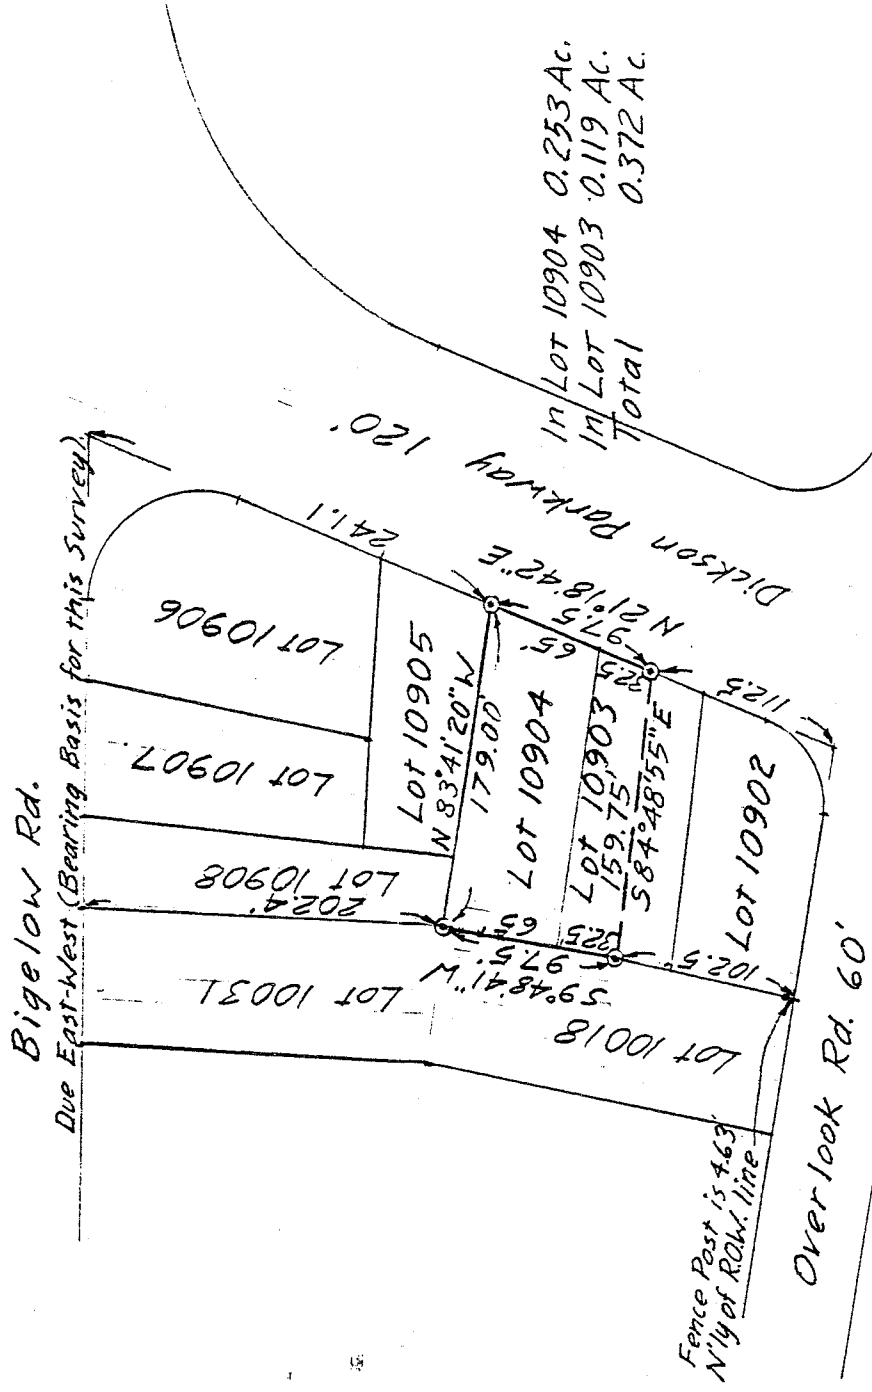 Bigelow Rd.
Due East-West (Bearing Basis for this Survey)
Lot 10906
Lot 10907
Lot 10908
202.4'
Lot 10031
Lot 10018
241.1
Lot 10905
N 83°41'20" W
179.00'
Lot 10904
65'
65'
Lot 10903
32.5'
32.5'
159.75'
S 84°48'55" E
97.5
N 21°18'42" E
97.5'
S 9°48'41" W
Lot 10902
112.5'
102.5'
Dickson Parkway 120'
In Lot 10904 0.253 Ac.
In Lot 10903 0.119 Ac.
Total 0.372 Ac.
Fence Post is 4.63'
N'ly of R.O.W. line
Overlook Rd. 60'